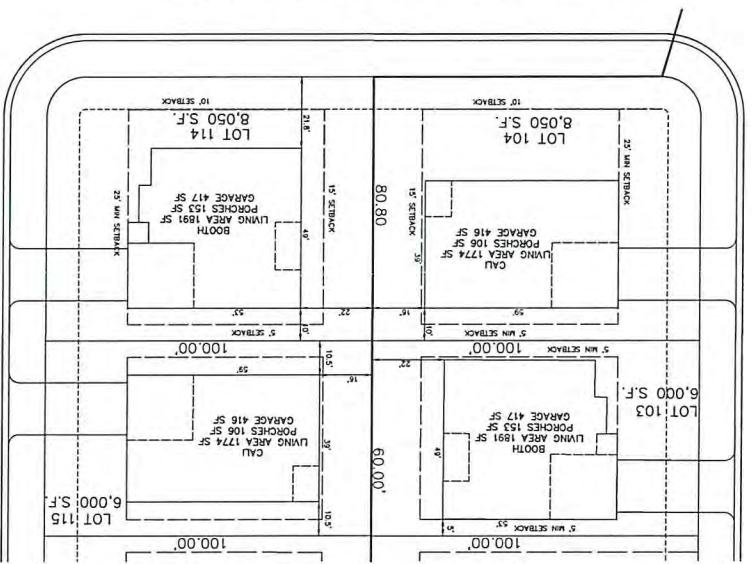 100.00'
100.00'
5' MIN SETBACK
53'
10.5'
LOT 115
6,000 S.F.
60.00'
49'
39'
BOOTH
LIVING AREA 1891 SF
PORCHES 153 SF
GARAGE 417 SF
CALI
LIVING AREA 1774 SF
PORCHES 106 SF
GARAGE 416 SF
LOT 103
6,000 S.F.
22'
16'
59'
10.5'
5' MIN SETBACK
100.00'
100.00'
5' MIN SETBACK
10'
5' SETBACK
10'
59'
16'
22'
53'
CALI
LIVING AREA 1774 SF
PORCHES 106 SF
GARAGE 416 SF
39'
BOOTH
LIVING AREA 1891 SF
PORCHES 153 SF
GARAGE 417 SF
49'
25' MIN SETBACK
15' SETBACK
80.80
15' SETBACK
25' MIN SETBACK
LOT 104
8,050 S.F.
LOT 114
8,050 S.F.
21.8'
10' SETBACK
10' SETBACK